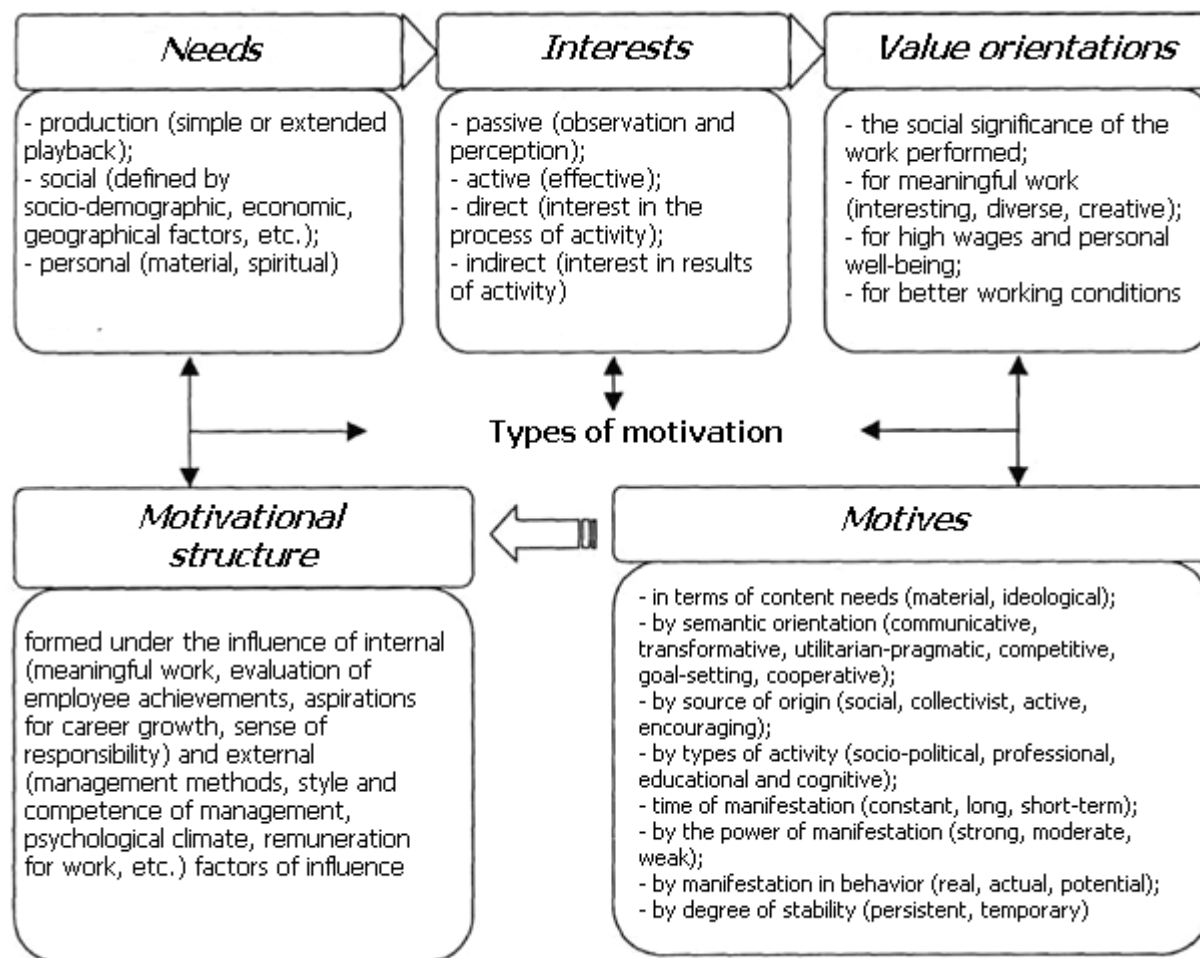 Needs
- production (simple or extended
playback);
- social (defined by
socio-demographic, economic,
geographical factors, etc.);
- personal (material, spiritual)
Interests
- passive (observation and
perception);
- active (effective);
- direct (interest in the
process of activity);
- indirect (interest in results
of activity)
Value orientations
- the social significance of the
work performed;
- for meaningful work
(interesting, diverse, creative);
- for high wages and personal
well-being;
- for better working conditions
Types of motivation
Motivational
structure
formed under the influence of internal
(meaningful work, evaluation of
employee achievements, aspirations
for career growth, sense of
responsibility) and external
(management methods, style and
competence of management,
psychological climate, remuneration
for work, etc.) factors of influence
Motives
- in terms of content needs (material, ideological);
- by semantic orientation (communicative,
transformative, utilitarian-pragmatic, competitive,
goal-setting, cooperative);
- by source of origin (social, collectivist, active,
encouraging);
- by types of activity (socio-political, professional,
educational and cognitive);
- time of manifestation (constant, long, short-term);
- by the power of manifestation (strong, moderate,
weak);
- by manifestation in behavior (real, actual, potential);
- by degree of stability (persistent, temporary)